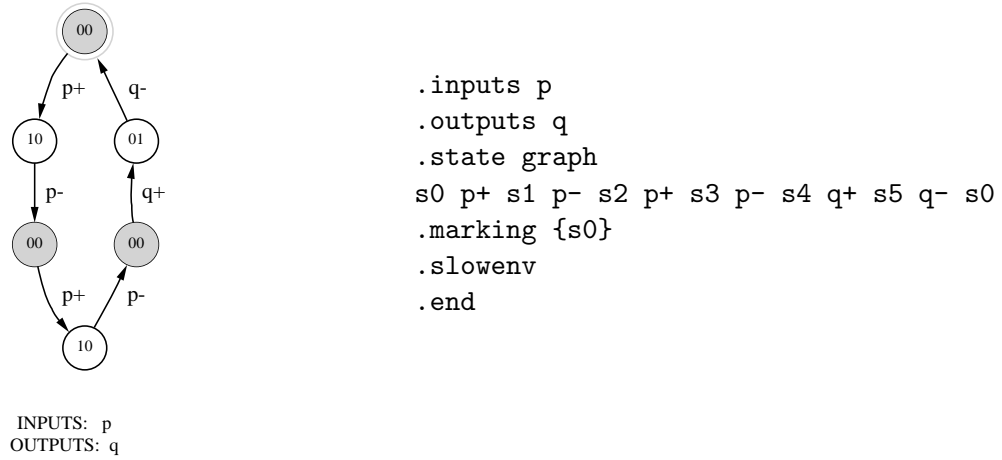 00
p+
q-
10
01
p-
q+
00
00
p+
p-
10
INPUTS: p
OUTPUTS: q
.inputs p
.outputs q
.state graph
s0 p+ s1 p- s2 p+ s3 p- s4 q+ s5 q- s0
.marking {s0}
.slowenv
.end